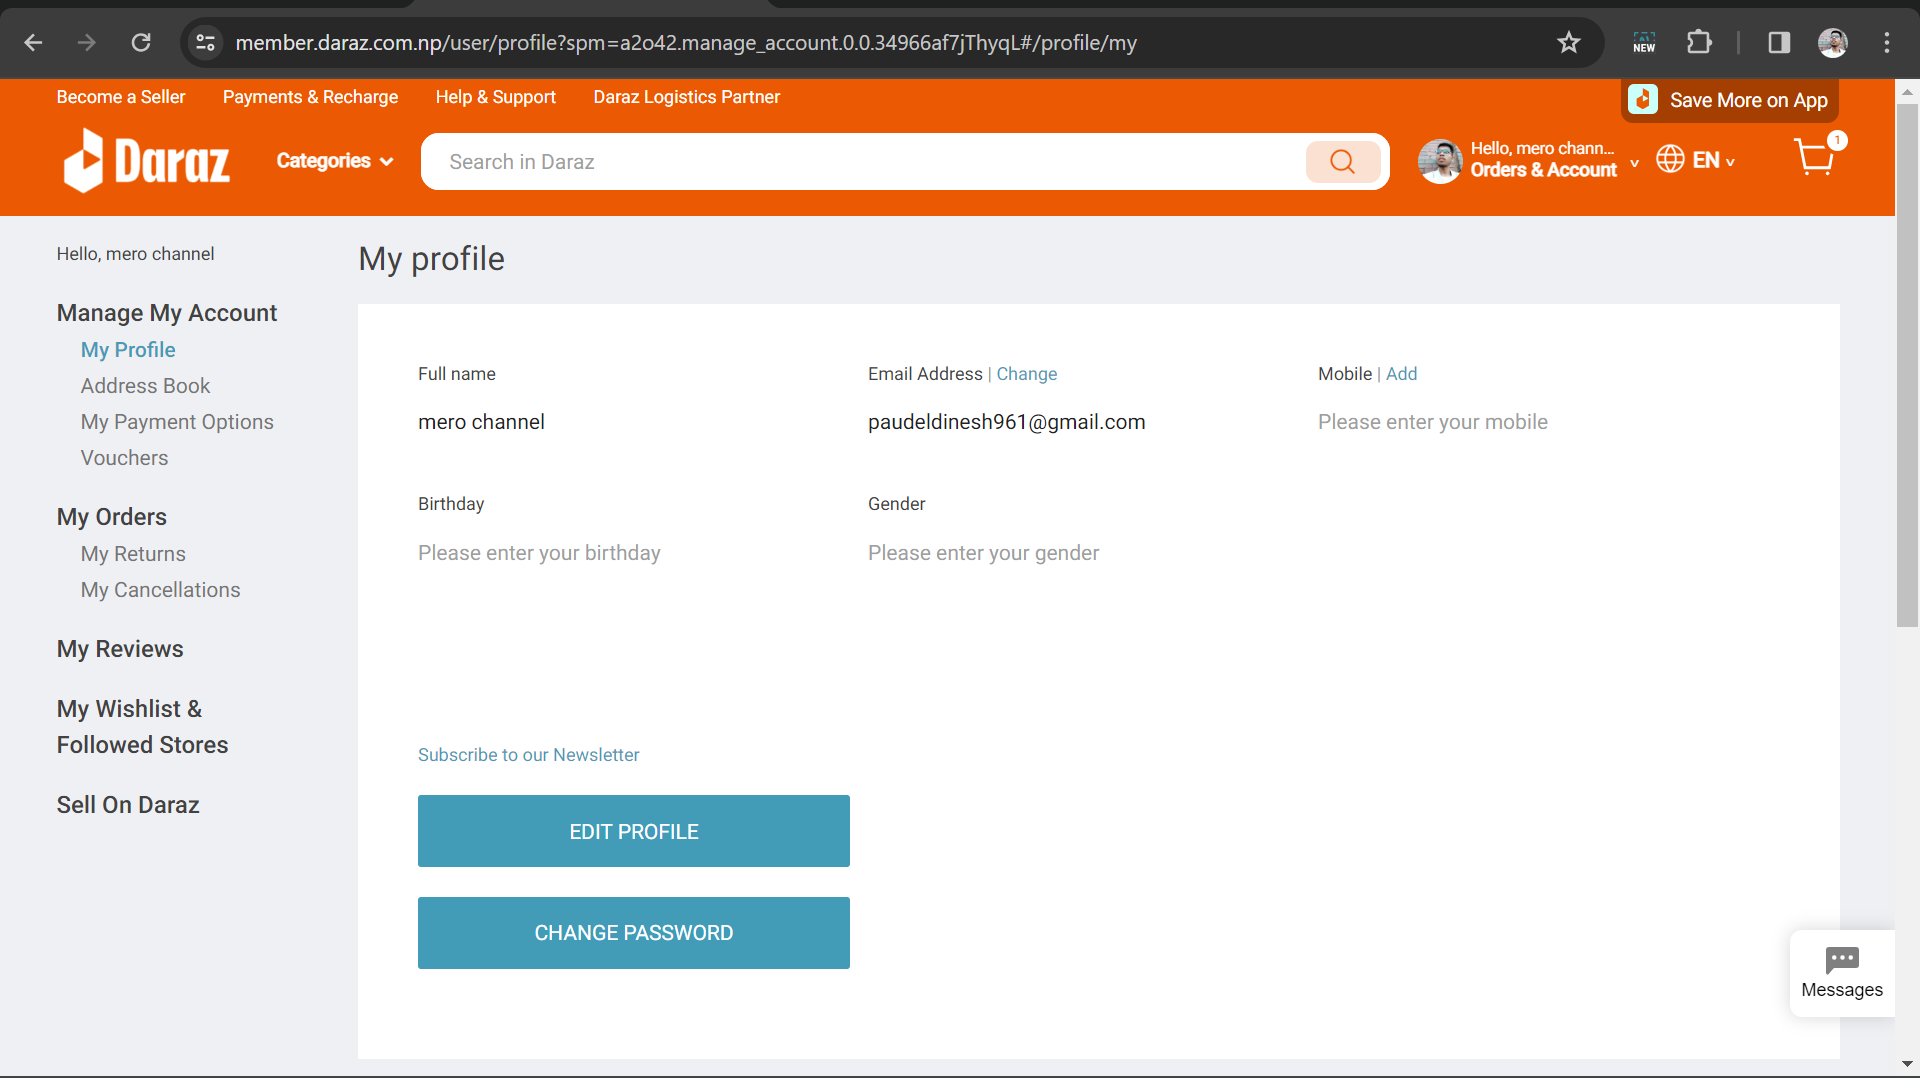 member.daraz.com.np/user/profile?spm=a2o42.manage_account.0.0.34966af7jThyqL#/profile/my
NEW
Become a Seller
Payments & Recharge
Help & Support
Daraz Logistics Partner
Save More on App
Daraz
Categories
Search in Daraz
Hello, mero chann...
Orders & Account
EN
1
Hello, mero channel
Manage My Account
My Profile
Address Book
My Payment Options
Vouchers
My Orders
My Returns
My Cancellations
My Reviews
My Wishlist &
Followed Stores
Sell On Daraz
My profile
Full name
mero channel
Email Address | Change
paudeldinesh961@gmail.com
Mobile | Add
Please enter your mobile
Birthday
Please enter your birthday
Gender
Please enter your gender
Subscribe to our Newsletter
EDIT PROFILE
CHANGE PASSWORD
Messages